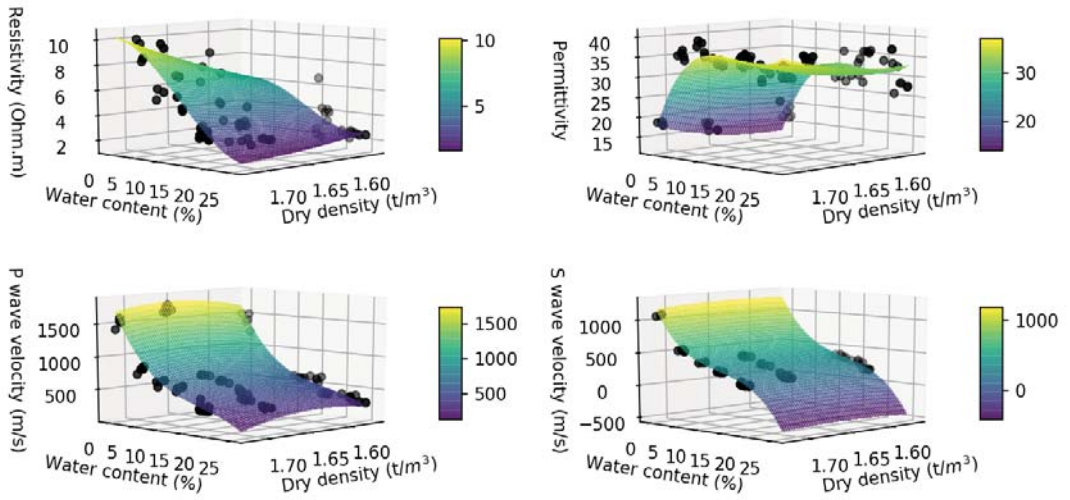 Resistivity (Ohm.m)
10
8
6
4
2
0 5 10 15 20 25
Water content (%)
1.70 1.65 1.60
Dry density (t/m³)
10
5
Permittivity
40
35
30
25
20
15
0 5 10 15 20 25
Water content (%)
1.70 1.65 1.60
Dry density (t/m³)
30
20
P wave velocity (m/s)
1500
1000
500
0 5 10 15 20 25
Water content (%)
1.70 1.65 1.60
Dry density (t/m³)
1500
1000
500
S wave velocity (m/s)
1000
500
0
−500
0 5 10 15 20 25
Water content (%)
1.70 1.65 1.60
Dry density (t/m³)
1000
0